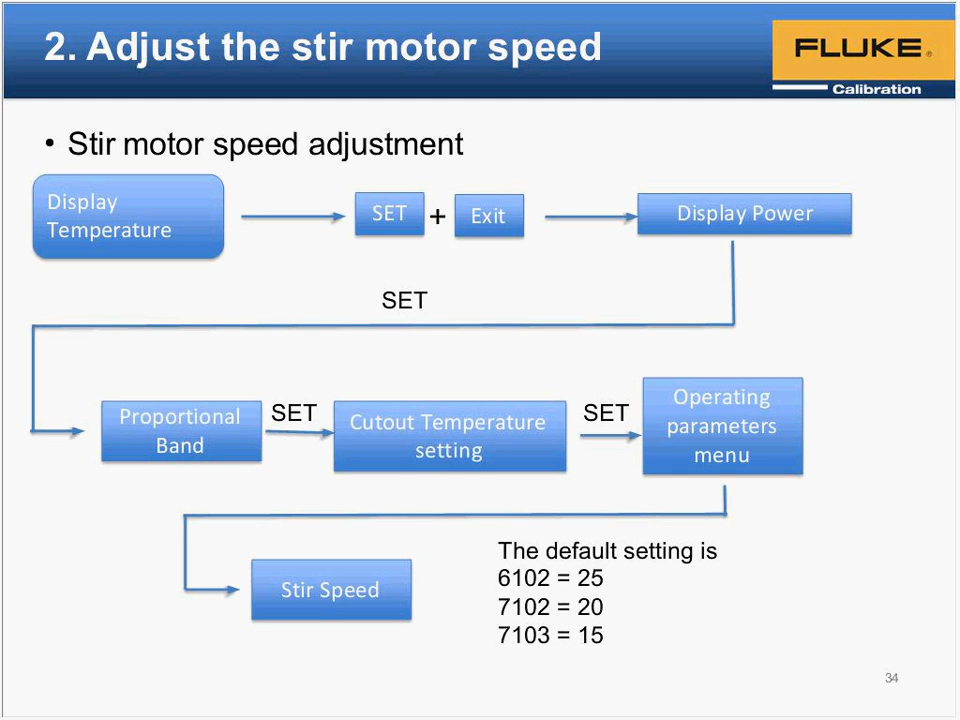 2. Adjust the stir motor speed
FLUKE®
Calibration
• Stir motor speed adjustment
Display
Temperature
SET
+
Exit
Display Power
SET
Proportional
Band
SET
Cutout Temperature
setting
SET
Operating
parameters
menu
Stir Speed
The default setting is
6102 = 25
7102 = 20
7103 = 15
34